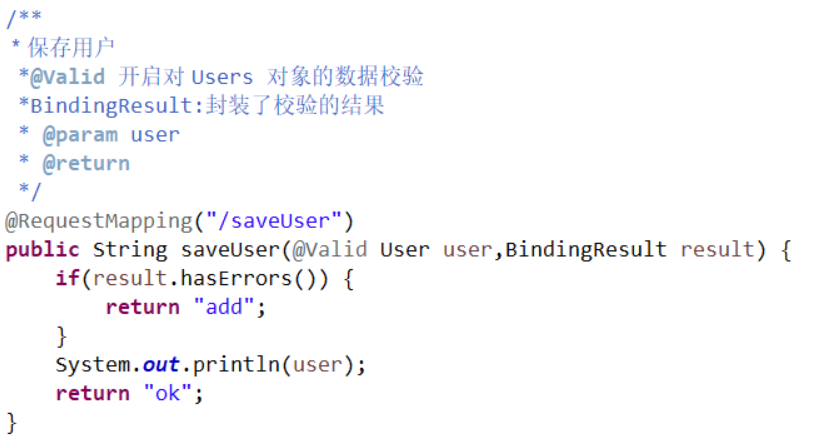 /**
 * 保存用户
 *@Valid 开启对 Users 对象的数据校验
 *BindingResult:封装了校验的结果
 * @param user
 * @return
 */
@RequestMapping("/saveUser")
public String saveUser(@Valid User user,BindingResult result) {
    if(result.hasErrors()) {
        return "add";
    }
    System.out.println(user);
    return "ok";
}